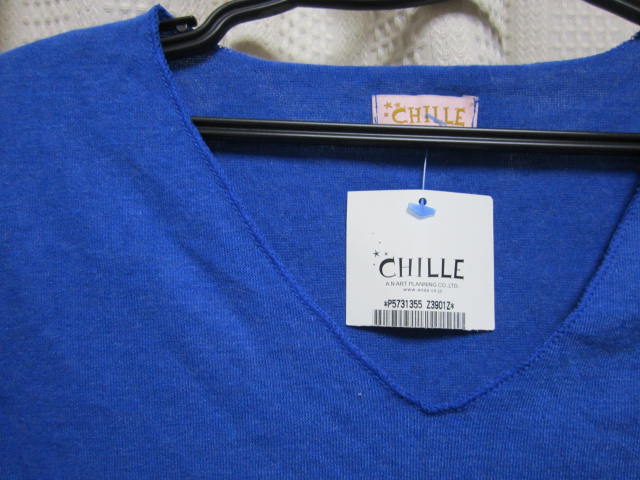 CHILLE
CHILLE
A.N ART PLANNING CO.,LTD.
*P5731355 Z3901Z*